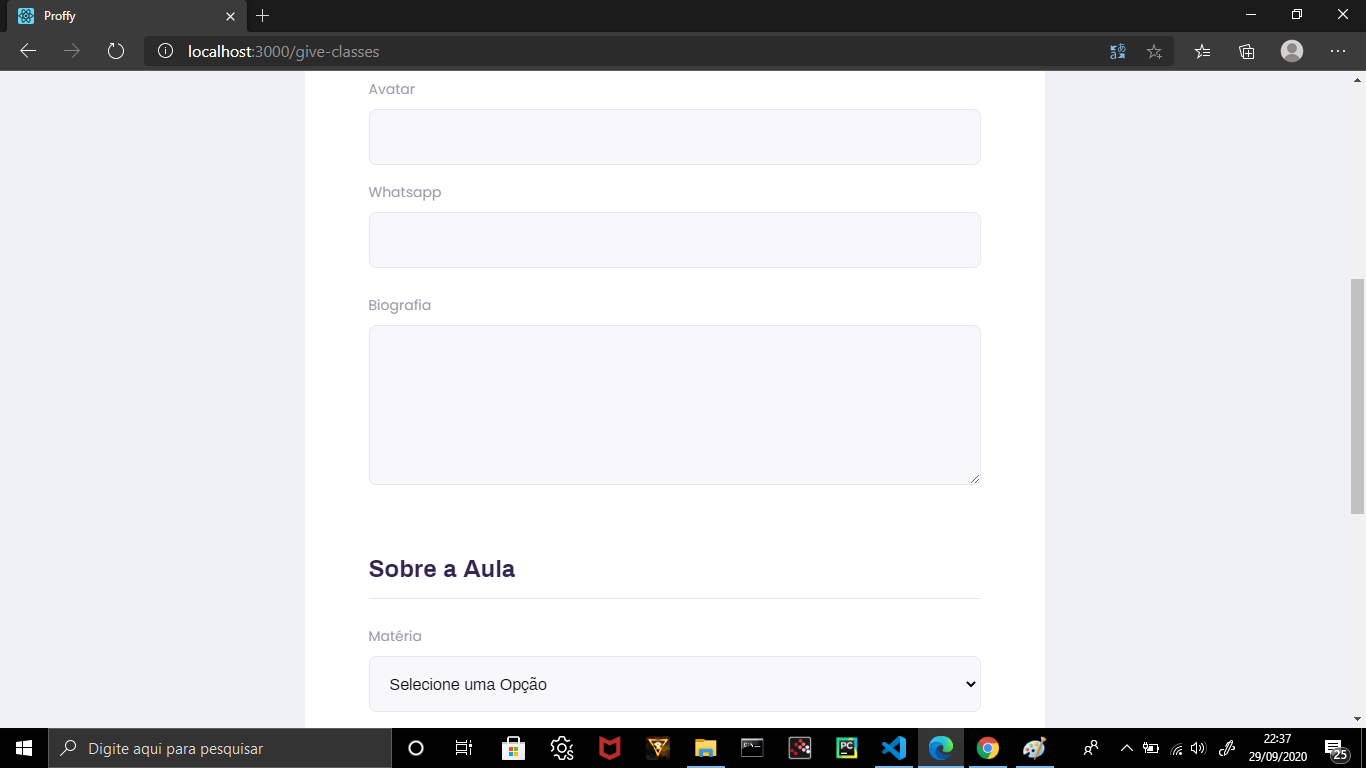 Proffy
localhost:3000/give-classes
Avatar
Whatsapp
Biografia
Sobre a Aula
Matéria
Selecione uma Opção
Digite aqui para pesquisar
PC
22:37
29/09/2020
25